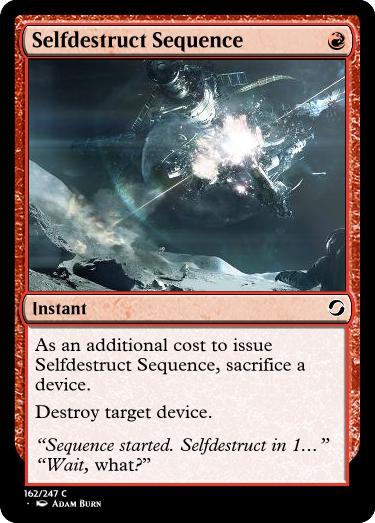 Selfdestruct Sequence
Instant
As an additional cost to issue
Selfdestruct Sequence, sacrifice a
device.
Destroy target device.
“Sequence started. Selfdestruct in 1…”
“Wait, what?”
162/247 C
· Adam Burn